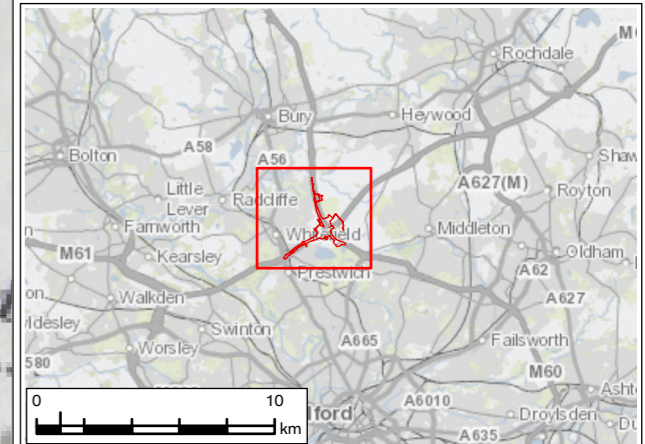 Rochdale
Bury
Heywood
Bolton
A58
A56
Shaw
A627(M)
Little
Lever
Radcliffe
Royton
Farnworth
Whitefield
Middleton
M61
Kearsley
Oldham
A62
Prestwich
A627
Walkden
Swinton
A665
Failsworth
Worsley
580
M60
0
10
km
A6010
Droylsden
A635